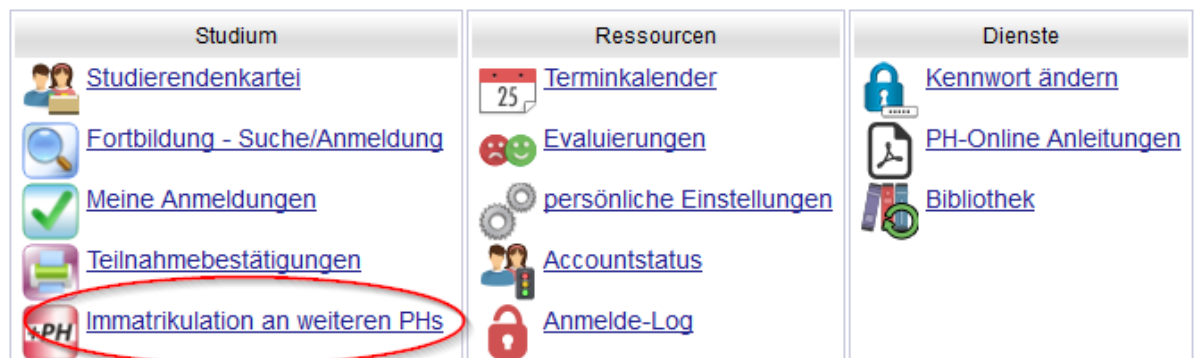 Studium
Studierendenkartei
Fortbildung - Suche/Anmeldung
Meine Anmeldungen
Teilnahmebestätigungen
+PH Immatrikulation an weiteren PHs
Ressourcen
25 Terminkalender
Evaluierungen
persönliche Einstellungen
Accountstatus
Anmelde-Log
Dienste
Kennwort ändern
PH-Online Anleitungen
Bibliothek